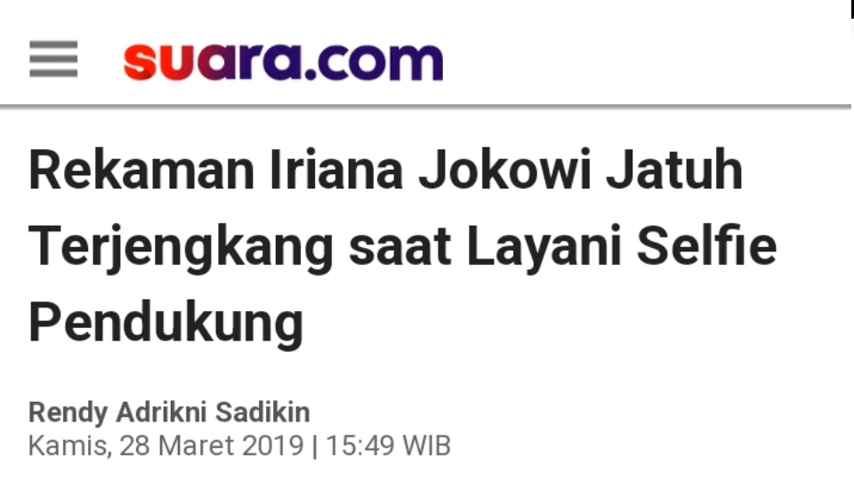 suara.com
Rekaman Iriana Jokowi Jatuh
Terjengkang saat Layani Selfie
Pendukung
Rendy Adrikni Sadikin
Kamis, 28 Maret 2019 | 15:49 WIB